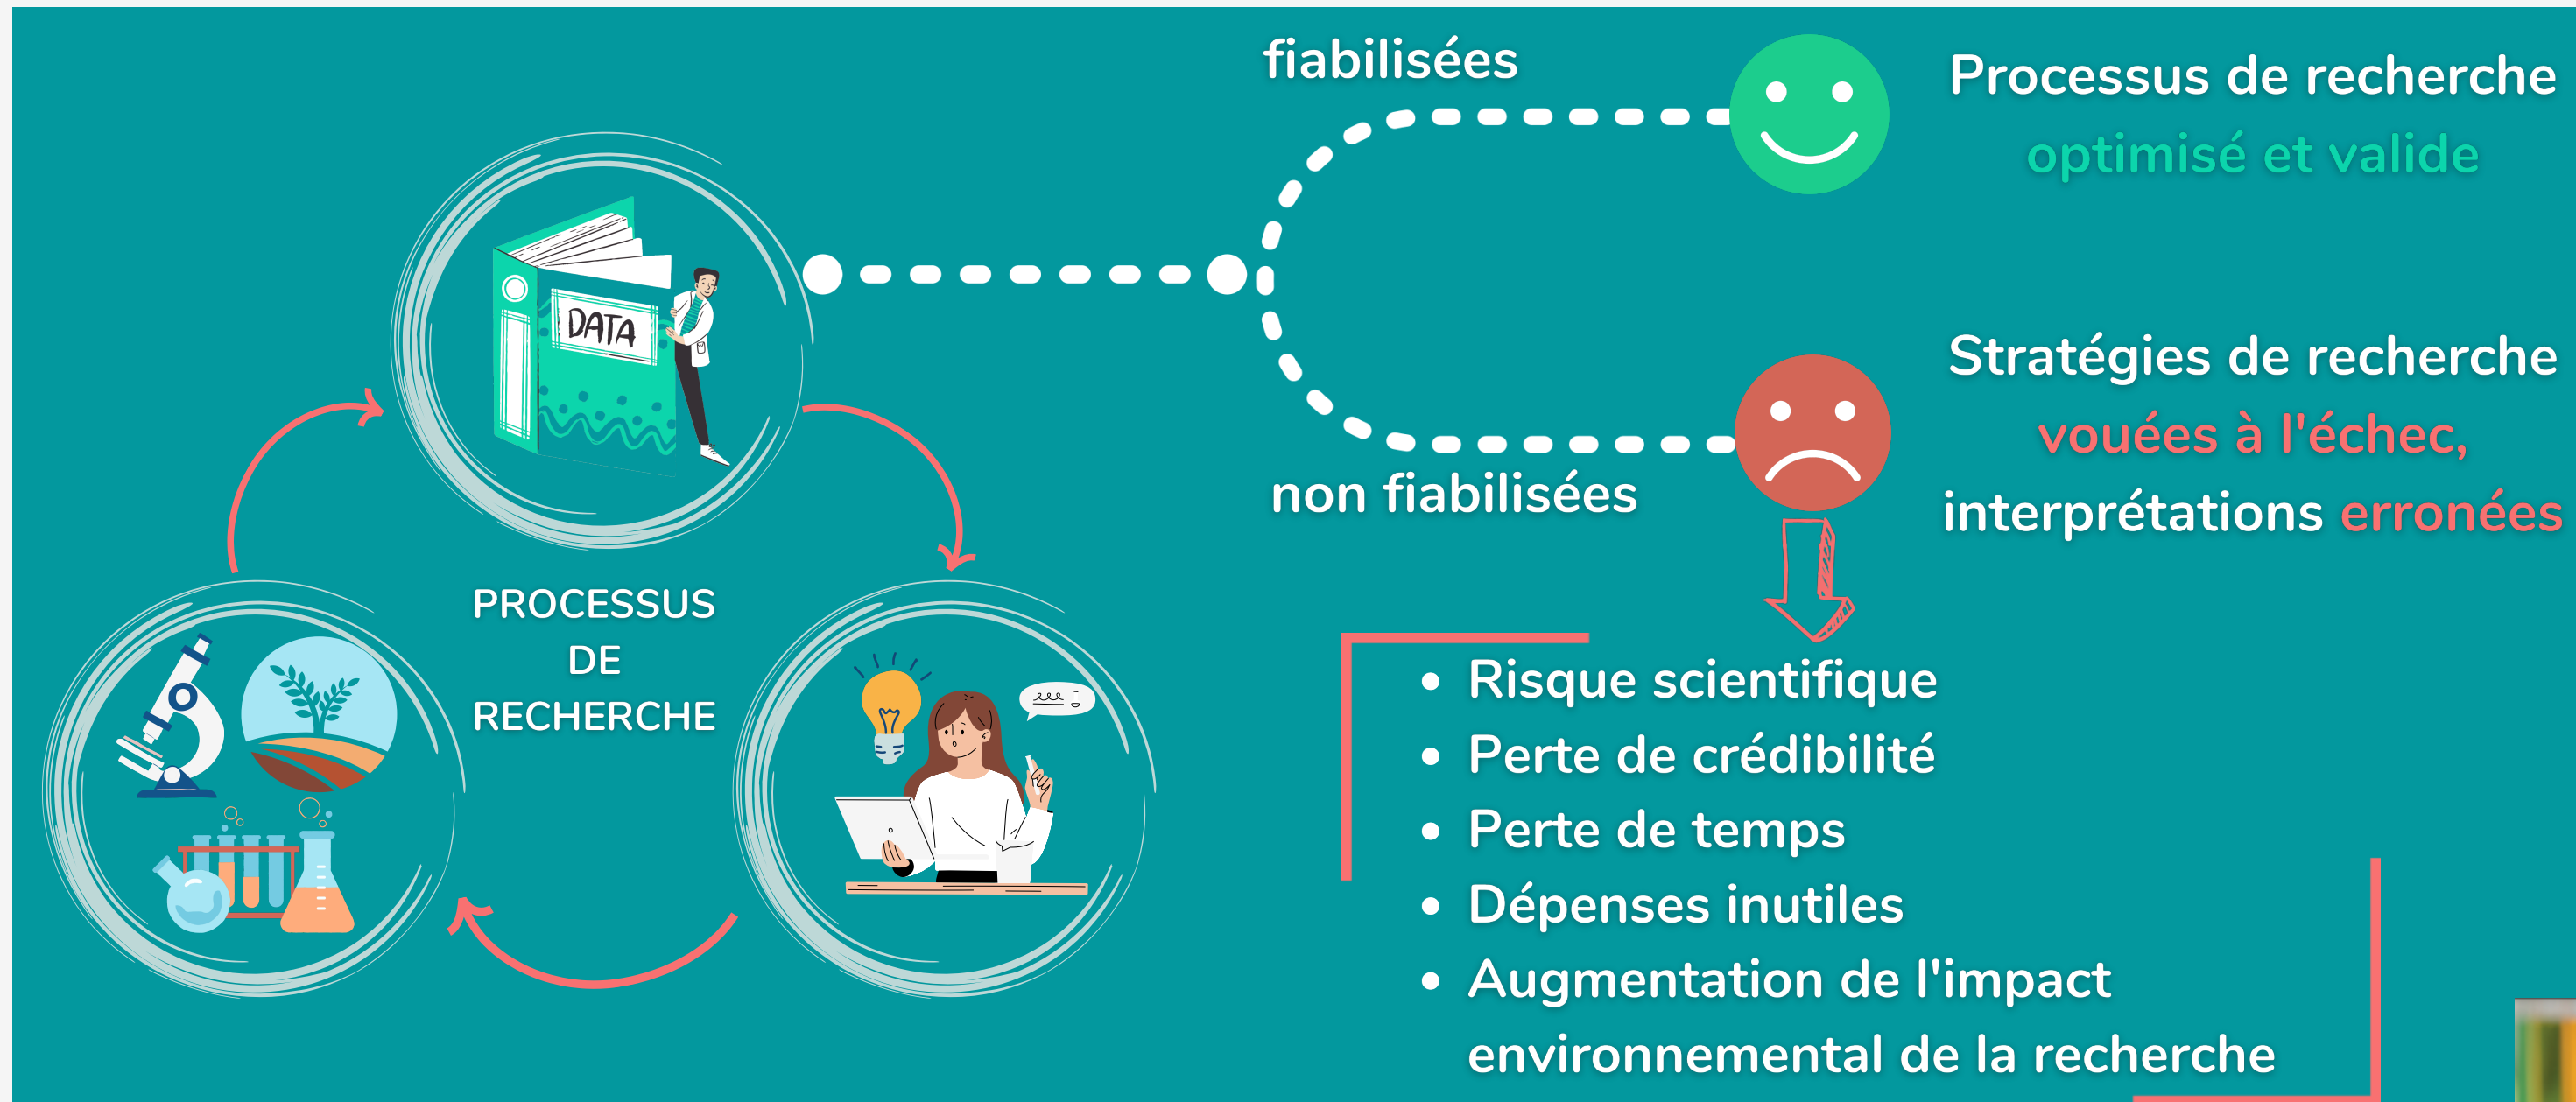 fiabilisées
Processus de recherche
optimisé et valide
DATA
Stratégies de recherche
vouées à l'échec,
interprétations erronées
non fiabilisées
PROCESSUS
DE
RECHERCHE
• Risque scientifique
• Perte de crédibilité
• Perte de temps
• Dépenses inutiles
• Augmentation de l'impact
environnemental de la recherche